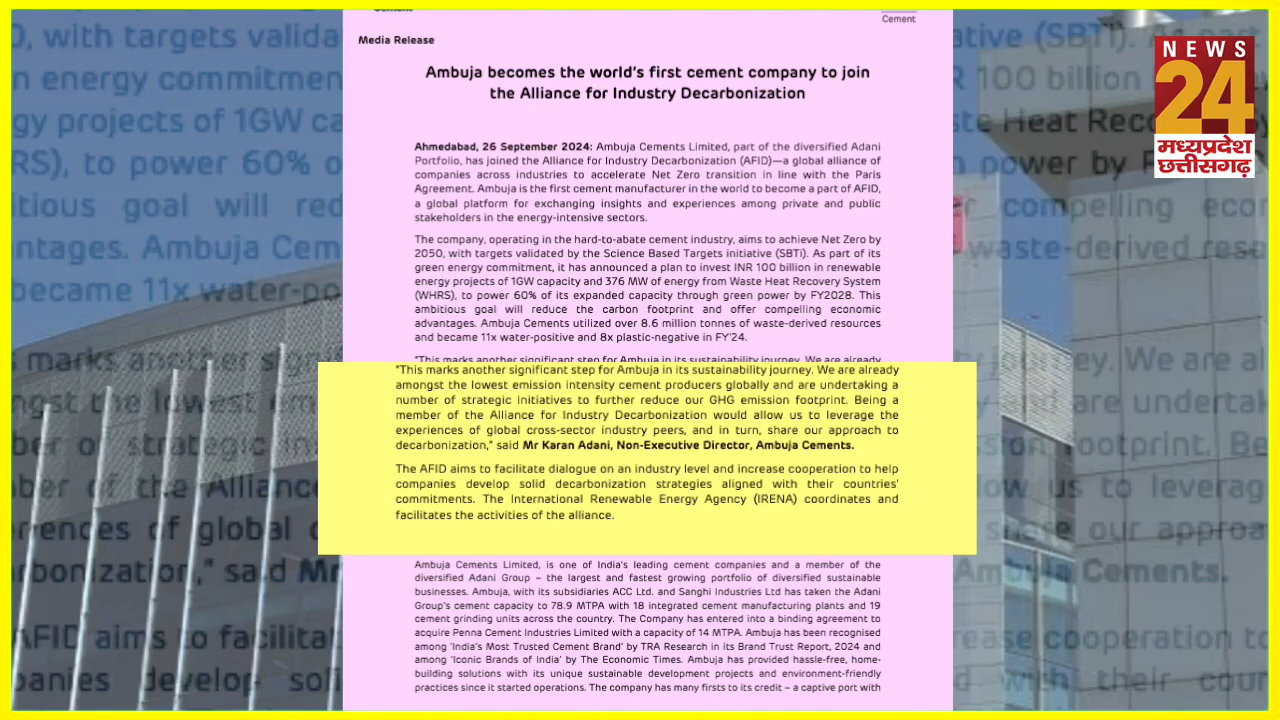 Cement
Media Release
Ambuja becomes the world's first cement company to join
the Alliance for Industry Decarbonization
Ahmedabad, 26 September 2024: Ambuja Cements Limited, part of the diversified Adani
Portfolio, has joined the Alliance for Industry Decarbonization (AFID)—a global alliance of
companies across industries to accelerate Net Zero transition in line with the Paris
Agreement. Ambuja is the first cement manufacturer in the world to become a part of AFID,
a global platform for exchanging insights and experiences among private and public
stakeholders in the energy-intensive sectors.
The company, operating in the hard-to-abate cement industry, aims to achieve Net Zero by
2050, with targets validated by the Science Based Targets initiative (SBTi). As part of its
green energy commitment, it has announced a plan to invest INR 100 billion in renewable
energy projects of 1GW capacity and 376 MW of energy from Waste Heat Recovery System
(WHRS), to power 60% of its expanded capacity through green power by FY2028. This
ambitious goal will reduce the carbon footprint and offer compelling economic
advantages. Ambuja Cements utilized over 8.6 million tonnes of waste-derived resources
and became 11x water-positive and 8x plastic-negative in FY'24.
"This marks another significant step for Ambuja in its sustainability journey. We are already
"This marks another significant step for Ambuja in its sustainability journey. We are already
amongst the lowest emission intensity cement producers globally and are undertaking a
number of strategic initiatives to further reduce our GHG emission footprint. Being a
member of the Alliance for Industry Decarbonization would allow us to leverage the
experiences of global cross-sector industry peers, and in turn, share our approach to
decarbonization," said Mr Karan Adani, Non-Executive Director, Ambuja Cements.
The AFID aims to facilitate dialogue on an industry level and increase cooperation to help
companies develop solid decarbonization strategies aligned with their countries'
commitments. The International Renewable Energy Agency (IRENA) coordinates and
facilitates the activities of the alliance.
Ambuja Cements Limited, is one of India's leading cement companies and a member of the
diversified Adani Group – the largest and fastest growing portfolio of diversified sustainable
businesses. Ambuja, with its subsidiaries ACC Ltd. and Sanghi Industries Ltd has taken the Adani
Group's cement capacity to 78.9 MTPA with 18 integrated cement manufacturing plants and 19
cement grinding units across the country. The Company has entered into a binding agreement to
acquire Penna Cement Industries Limited with a capacity of 14 MTPA. Ambuja has been recognised
among 'India's Most Trusted Cement Brand' by TRA Research in its Brand Trust Report, 2024 and
among 'Iconic Brands of India' by The Economic Times. Ambuja has provided hassle-free, home-
building solutions with its unique sustainable development projects and environment-friendly
practices since it started operations. The company has many firsts to its credit – a captive port with
NEWS
24
मध्यप्रदेश
छत्तीसगढ़